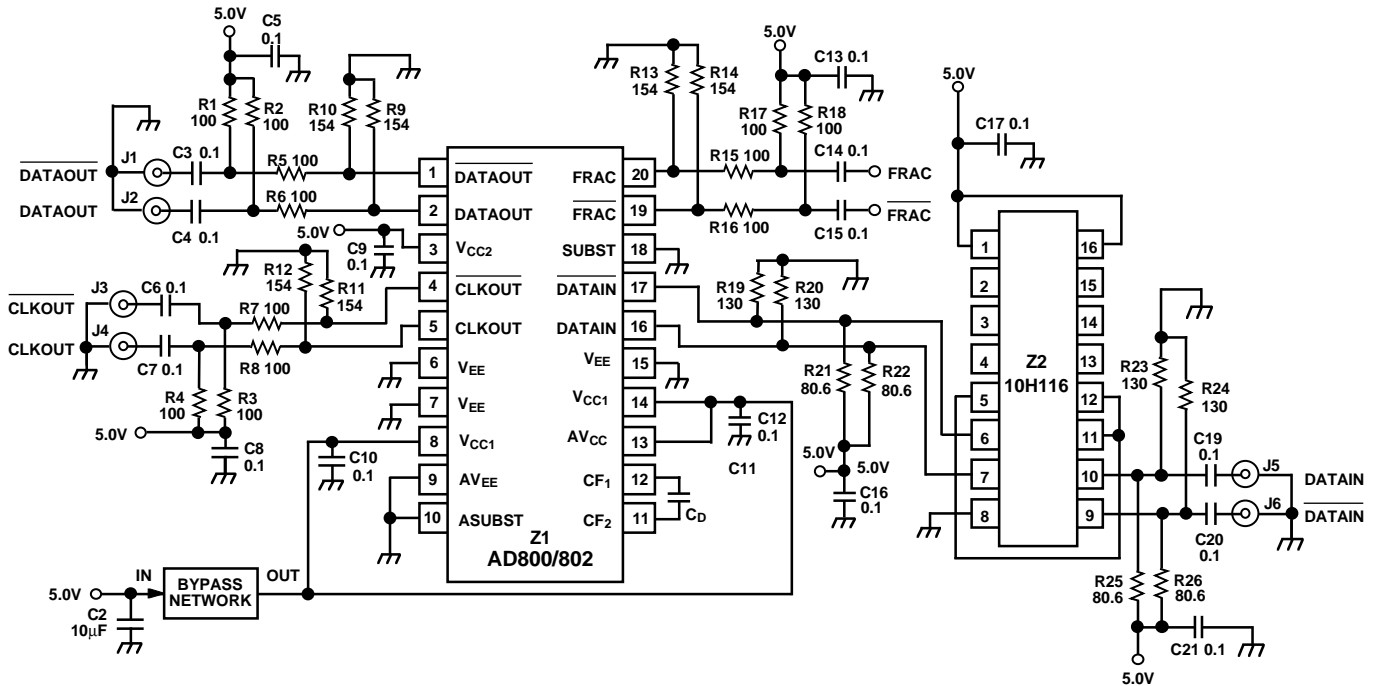 5.0V
C5
0.1
R1
100
R2
100
R10
154
R9
154
J1
C3 0.1
R5 100
DATAOUT
J2
R6 100
DATAOUT
C4 0.1
5.0V
C9
0.1
R12
154
R11
154
J3
C6 0.1
R7 100
CLKOUT
J4
CLKOUT
C7 0.1
R8 100
R4
100
R3
100
5.0V
C8
0.1
C10
0.1
5.0V
IN
BYPASS
NETWORK
OUT
C2
10μF
1
DATAOUT
2
DATAOUT
3
VCC2
4
CLKOUT
5
CLKOUT
6
VEE
7
VEE
8
VCC1
9
AVEE
10
ASUBST
FRAC
20
FRAC
19
SUBST
18
DATAIN
17
DATAIN
16
VEE
15
VCC1
14
AVCC
13
CF1
12
CF2
11
Z1
AD800/802
R13
154
R14
154
5.0V
C13 0.1
R17
100
R18
100
R15 100
C14 0.1
FRAC
R16 100
C15 0.1
FRAC
R19
130
R20
130
R21
80.6
R22
80.6
C12
0.1
C11
CD
5.0V
5.0V
C16
0.1
5.0V
C17 0.1
1
2
3
4
5
6
7
8
16
15
14
13
12
11
10
9
Z2
10H116
R23
130
R24
130
C19
0.1
J5
DATAIN
J6
DATAIN
C20
0.1
R25
80.6
R26
80.6
C21 0.1
5.0V